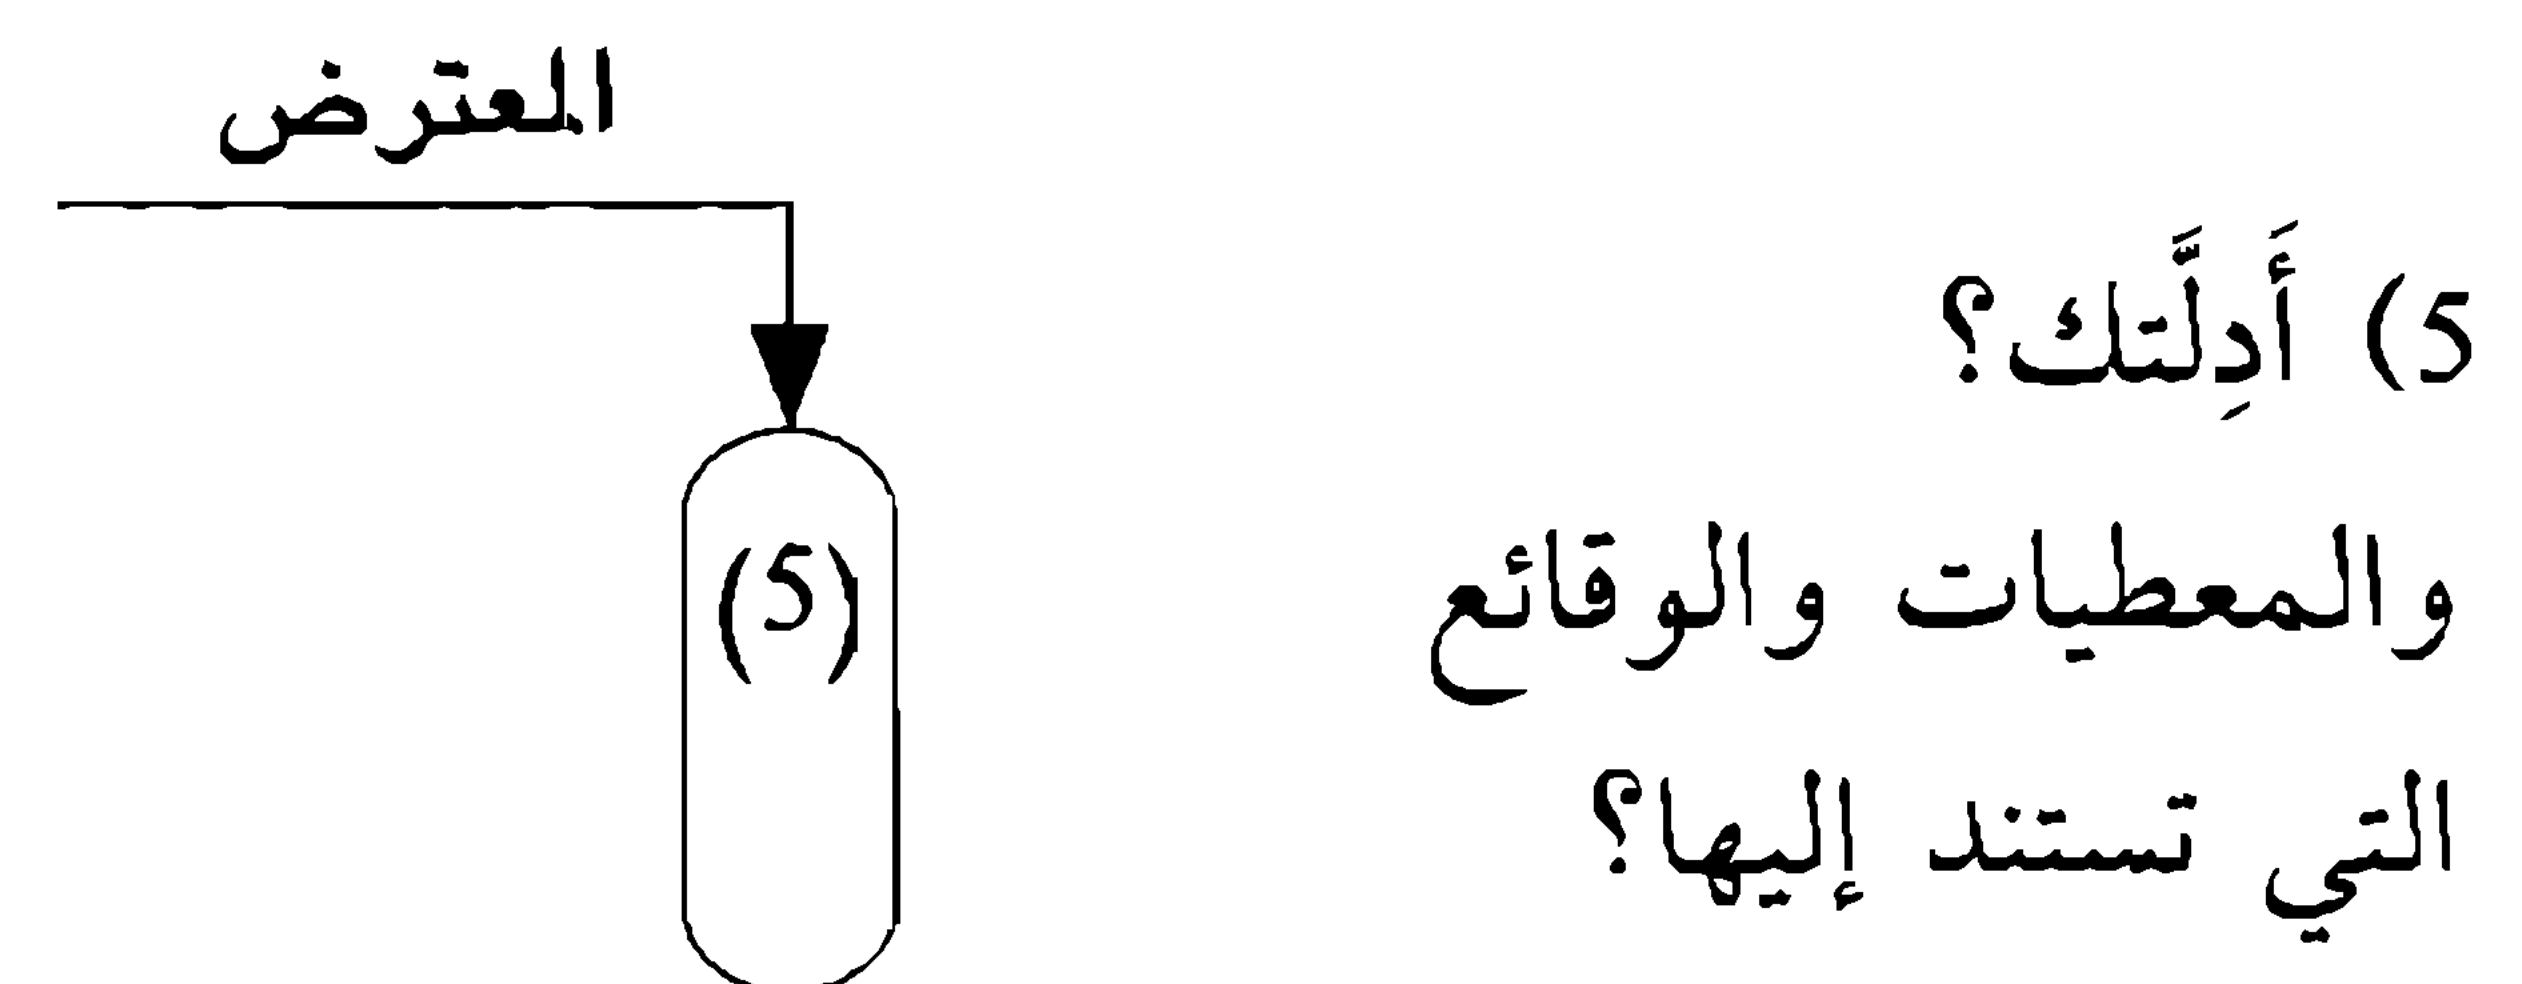 المعترض
5) أَدِلَّتك؟
(5)
والمعطيات والوقائع
التي تستند إليها؟